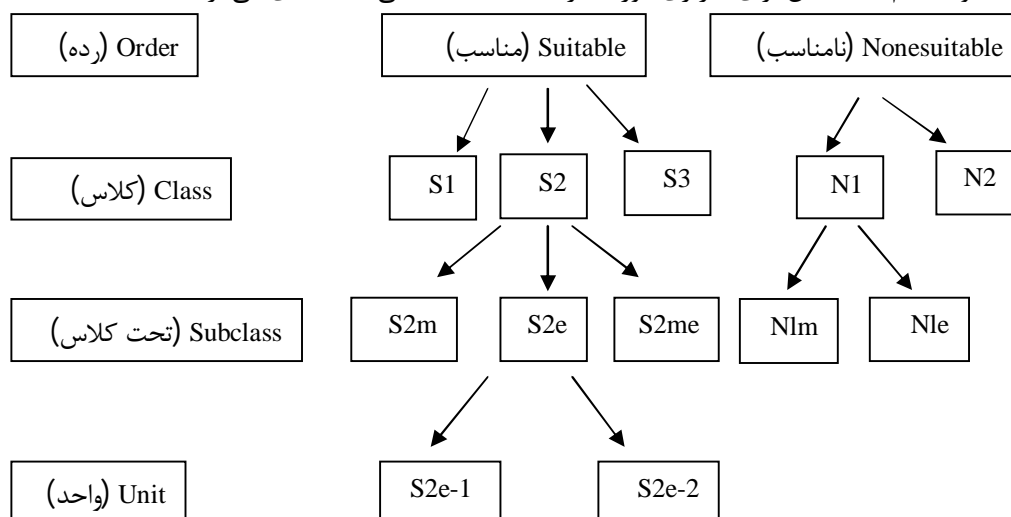 Order (رده) Suitable (مناسب) Nonesuitable (نامناسب)
Class (کلاس) S1 S2 S3 N1 N2
Subclass (تحت کلاس) S2m S2e S2me Nlm Nle
Unit (واحد) S2e-1 S2e-2